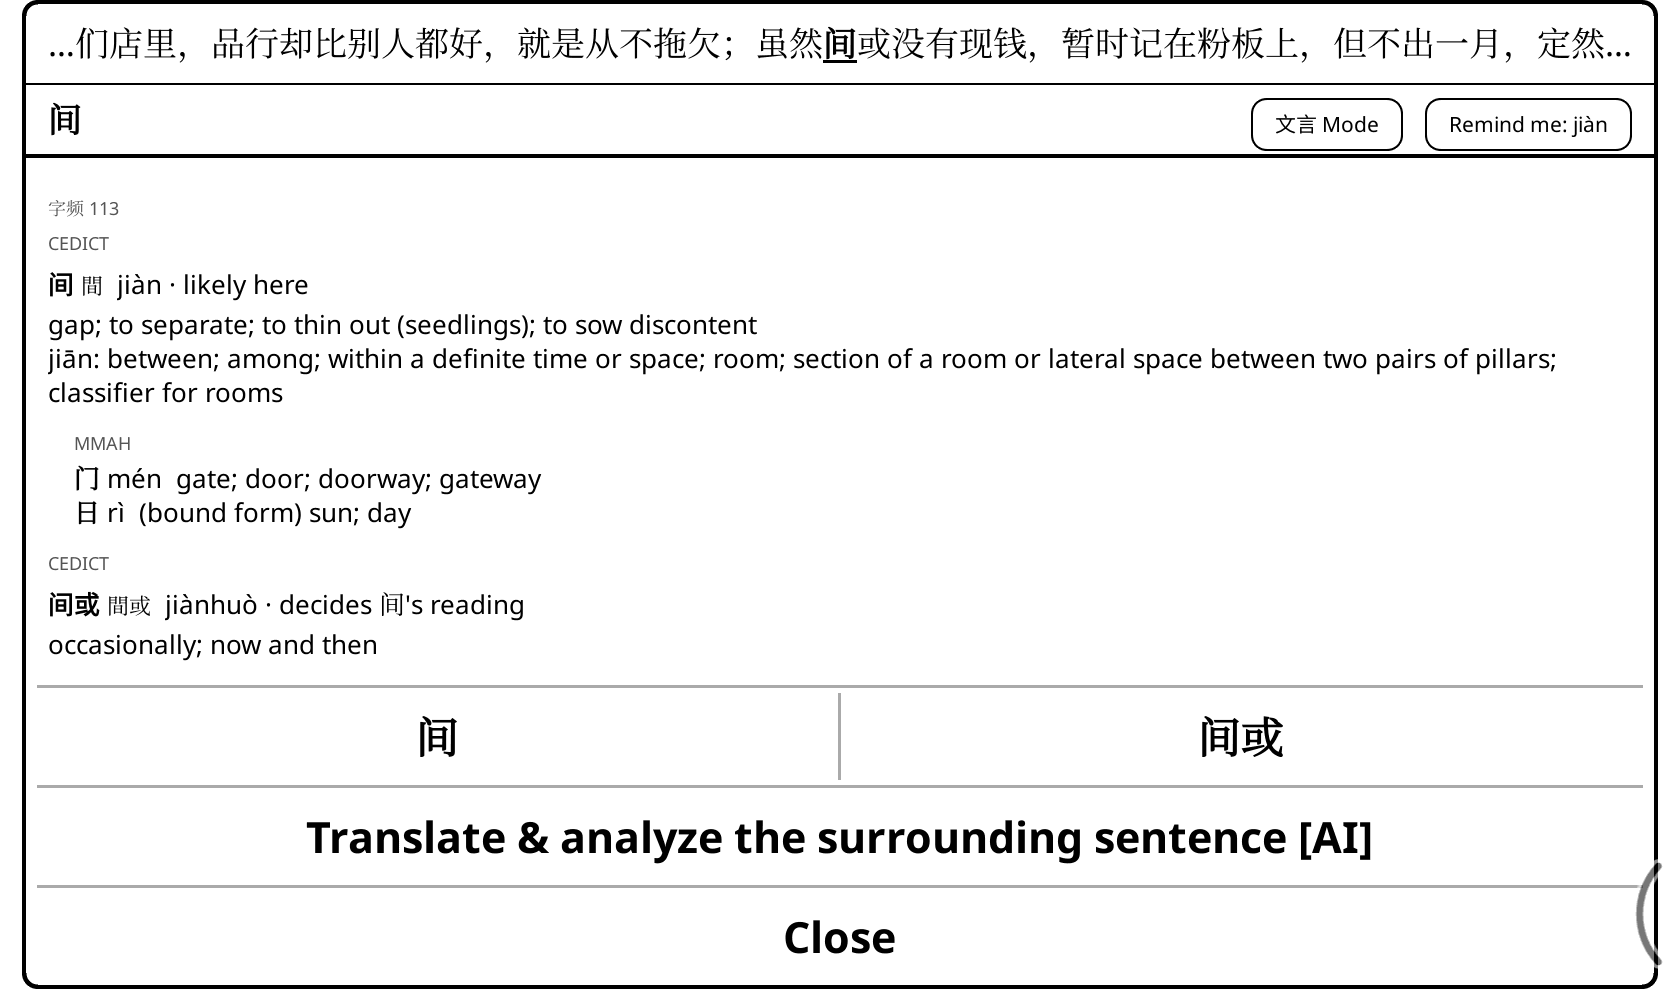 ...们店里，品行却比别人都好，就是从不拖欠；虽然间或没有现钱，暂时记在粉板上，但不出一月，定然...
间
文言 Mode
Remind me: jiàn
字频 113
CEDICT
间 間 jiàn · likely here
gap; to separate; to thin out (seedlings); to sow discontent
jiān: between; among; within a definite time or space; room; section of a room or lateral space between two pairs of pillars;
classifier for rooms
MMAH
门 mén gate; door; doorway; gateway
日 rì (bound form) sun; day
CEDICT
间或 間或 jiànhuò · decides 间's reading
occasionally; now and then
间
间或
Translate & analyze the surrounding sentence [AI]
Close